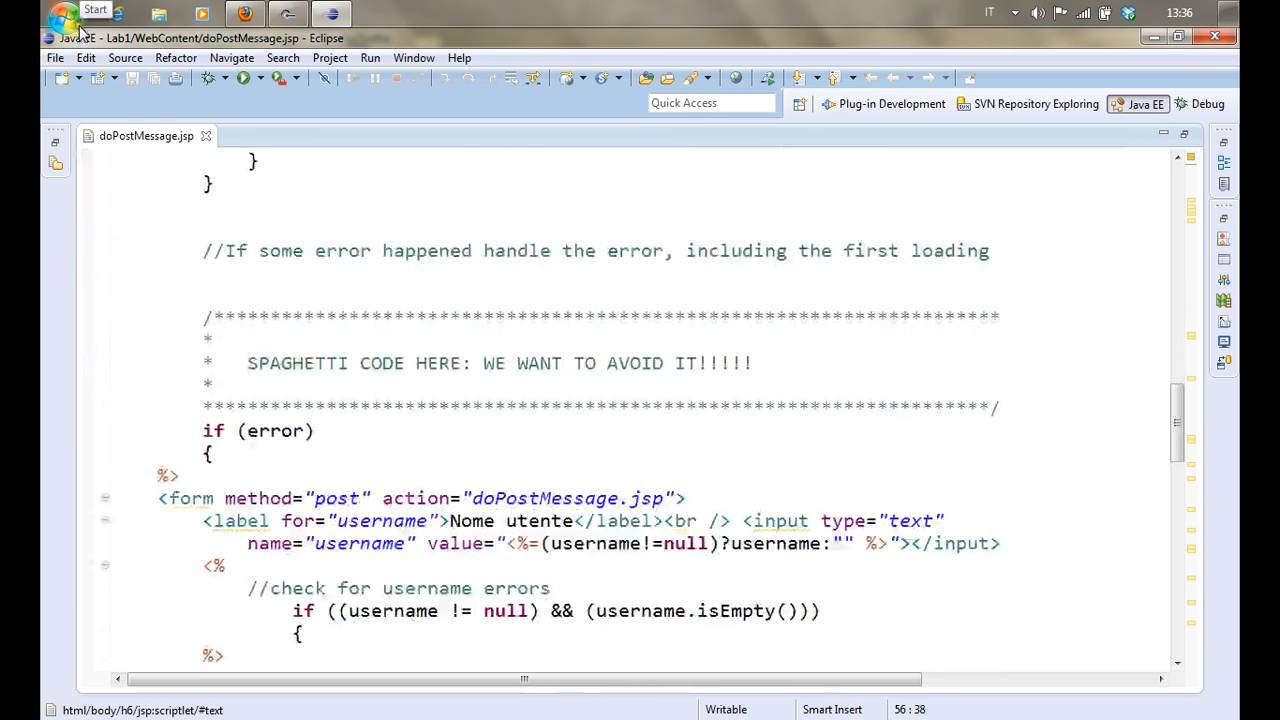 Start
IT
13:36
Java EE - Lab1/WebContent/doPostMessage.jsp - Eclipse
File Edit Source Refactor Navigate Search Project Run Window Help
Quick Access
Plug-in Development
SVN Repository Exploring
Java EE
Debug
doPostMessage.jsp
}
}
//If some error happened handle the error, including the first loading
/*********************************************************************
*
* SPAGHETTI CODE HERE: WE WANT TO AVOID IT!!!!!
*
*********************************************************************/
if (error)
{
%>
<form method="post" action="doPostMessage.jsp">
<label for="username">Nome utente</label><br /> <input type="text"
name="username" value="<%=(username!=null)?username:"" %>"></input>
<%
//check for username errors
if ((username != null) && (username.isEmpty()))
{
%>
html/body/h6/jsp:scriptlet/#text
Writable
Smart Insert
56 : 38